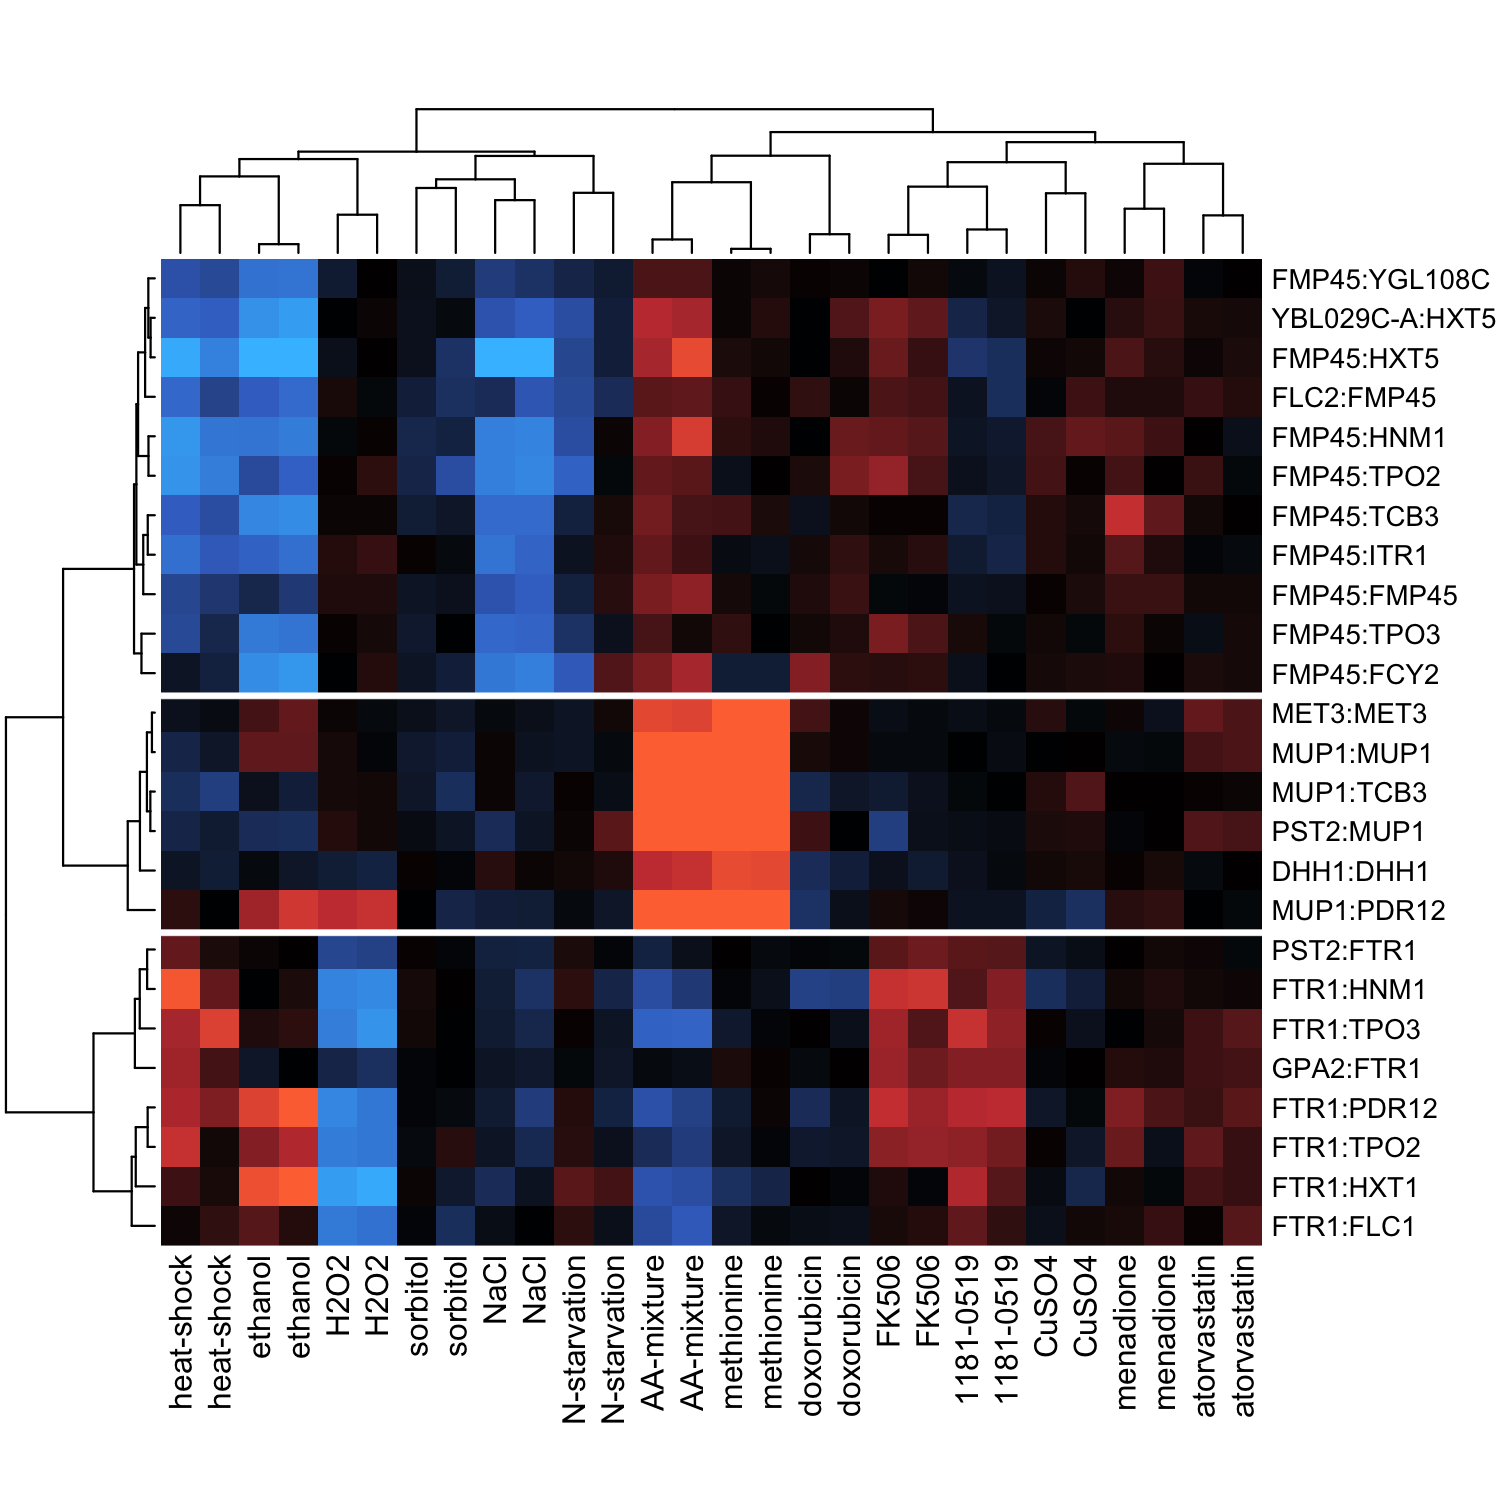 FMP45:YGL108C
YBL029C-A:HXT5
FMP45:HXT5
FLC2:FMP45
FMP45:HNM1
FMP45:TPO2
FMP45:TCB3
FMP45:ITR1
FMP45:FMP45
FMP45:TPO3
FMP45:FCY2
MET3:MET3
MUP1:MUP1
MUP1:TCB3
PST2:MUP1
DHH1:DHH1
MUP1:PDR12
PST2:FTR1
FTR1:HNM1
FTR1:TPO3
GPA2:FTR1
FTR1:PDR12
FTR1:TPO2
FTR1:HXT1
FTR1:FLC1
heat-shock
heat-shock
ethanol
ethanol
H2O2
H2O2
sorbitol
sorbitol
NaCl
NaCl
N-starvation
N-starvation
AA-mixture
AA-mixture
methionine
methionine
doxorubicin
doxorubicin
FK506
FK506
1181-0519
1181-0519
CuSO4
CuSO4
menadione
menadione
atorvastatin
atorvastatin